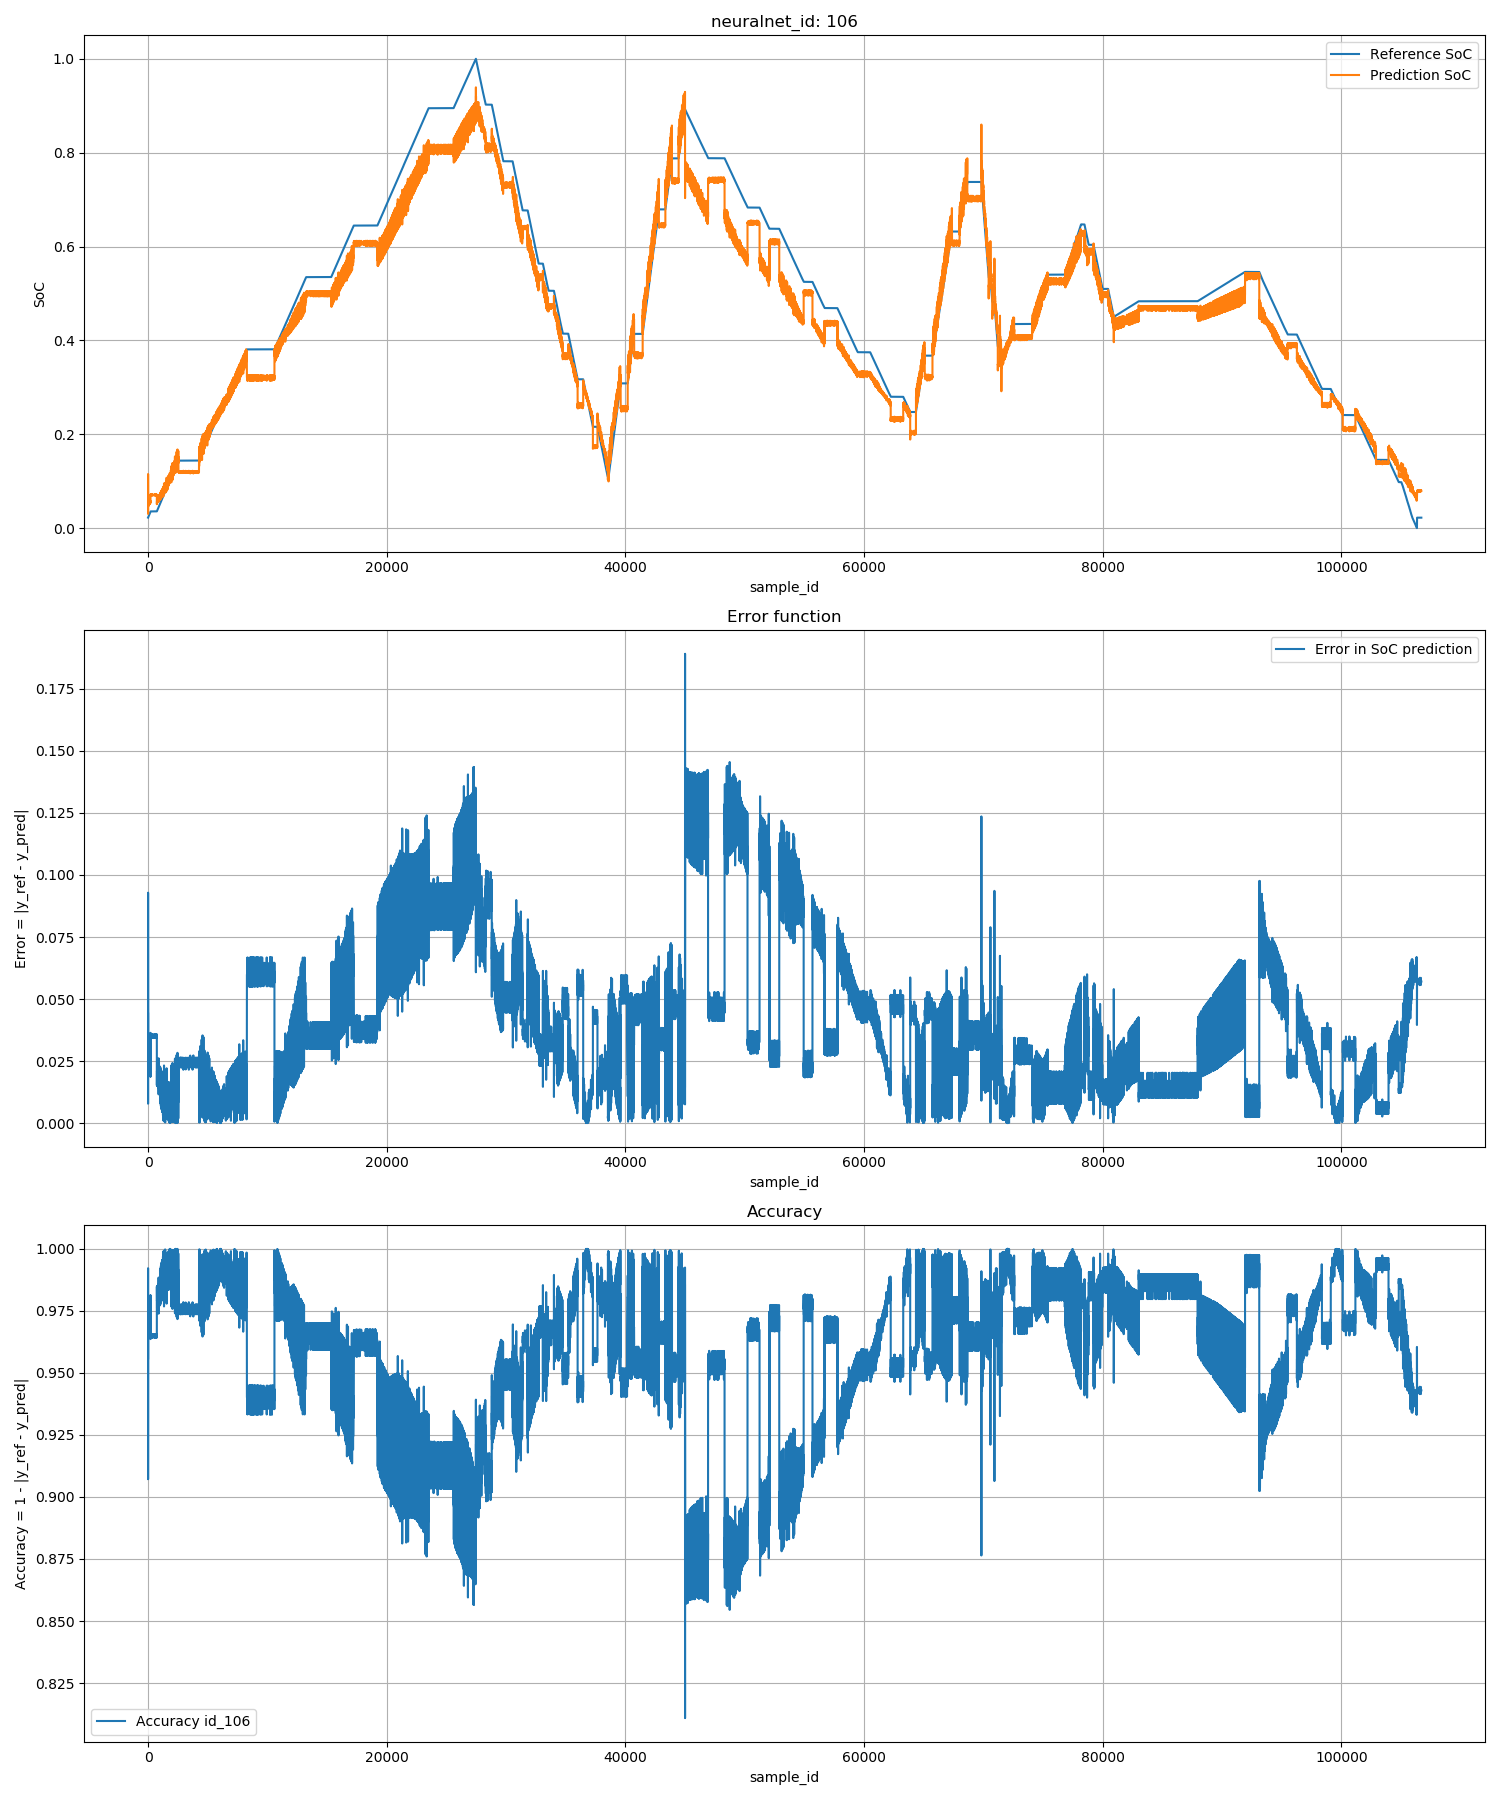 neuralnet_id: 106
Reference SoC
Prediction SoC
SoC
1.0
0.8
0.6
0.4
0.2
0.0
0 20000 40000 60000 80000 100000
sample_id
Error function
Error in SoC prediction
Error = |y_ref - y_pred|
0.175
0.150
0.125
0.100
0.075
0.050
0.025
0.000
0 20000 40000 60000 80000 100000
sample_id
Accuracy
Accuracy = 1 - |y_ref - y_pred|
1.000
0.975
0.950
0.925
0.900
0.875
0.850
0.825
Accuracy id_106
0 20000 40000 60000 80000 100000
sample_id